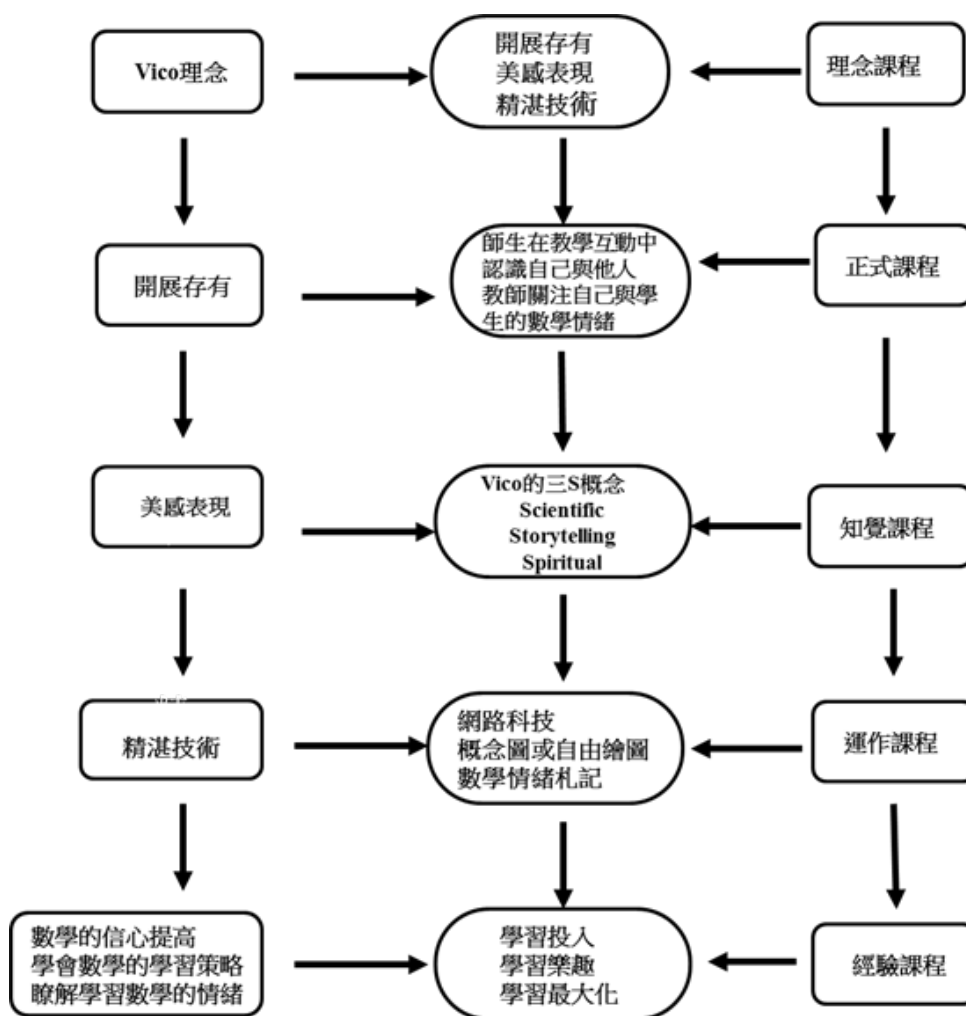 Vico理念
開展存有
美感表現
精湛技術
理念課程
開展存有
師生在教學互動中
認識自己與他人
教師關注自己與學
生的數學情緒
正式課程
美感表現
Vico的三S概念
Scientific
Storytelling
Spiritual
知覺課程
精湛技術
網路科技
概念圖或自由繪圖
數學情緒札記
運作課程
數學的信心提高
學會數學的學習策略
瞭解學習數學的情緒
學習投入
學習樂趣
學習最大化
經驗課程